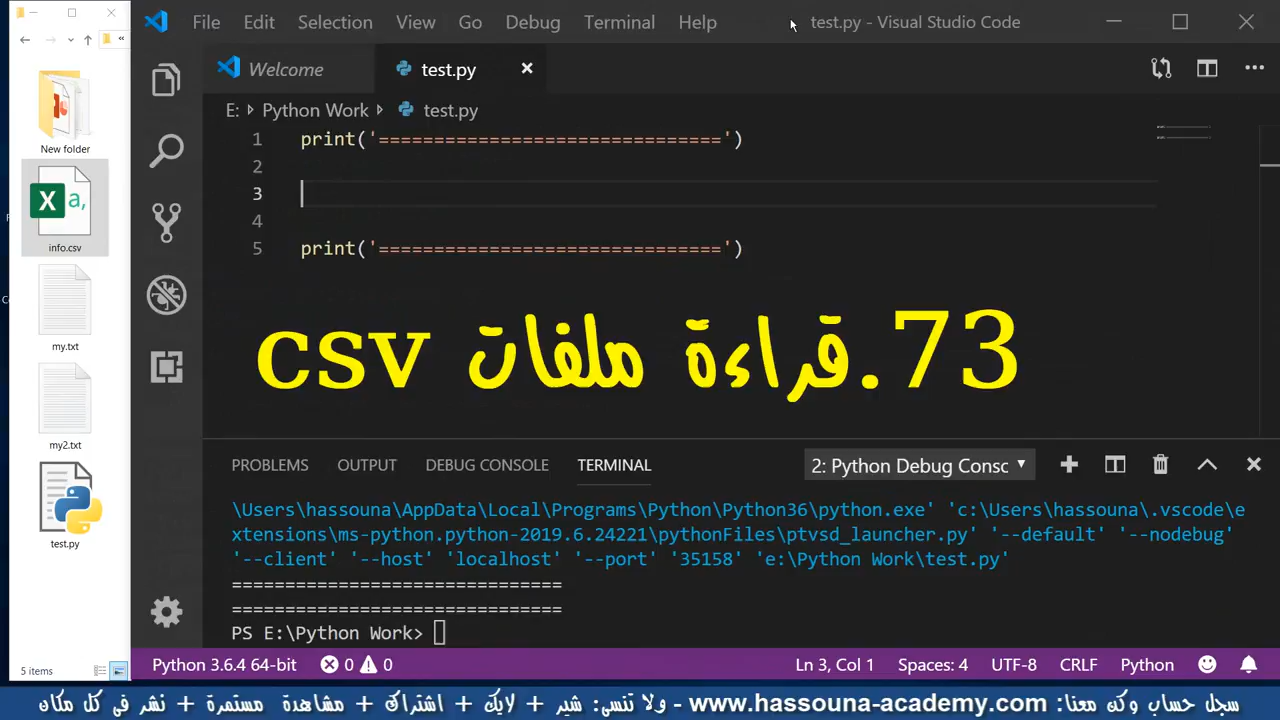 File Edit Selection View Go Debug Terminal Help
test.py - Visual Studio Code
Welcome
test.py
E: Python Work test.py
1 print('===============================')
2
3
4
5 print('===============================')
73.قراءة ملفات csv
New folder
info.csv
my.txt
my2.txt
test.py
5 items
PROBLEMS OUTPUT DEBUG CONSOLE TERMINAL
2: Python Debug Consc
\Users\hassouna\AppData\Local\Programs\Python\Python36\python.exe' 'c:\Users\hassouna\.vscode\e
xtensions\ms-python.python-2019.6.24221\pythonFiles\ptvsd_launcher.py' '--default' '--nodebug'
'--client' '--host' 'localhost' '--port' '35158' 'e:\Python Work\test.py'
==============================
==============================
PS E:\Python Work>
Python 3.6.4 64-bit 0 0 Ln 3, Col 1 Spaces: 4 UTF-8 CRLF Python
سجل حساب وكن معنا: www.hassouna-academy.com - ولا تنسى: شير + لايك + اشتراك + مشاهدة مستمرة + نشر فى كل مكان